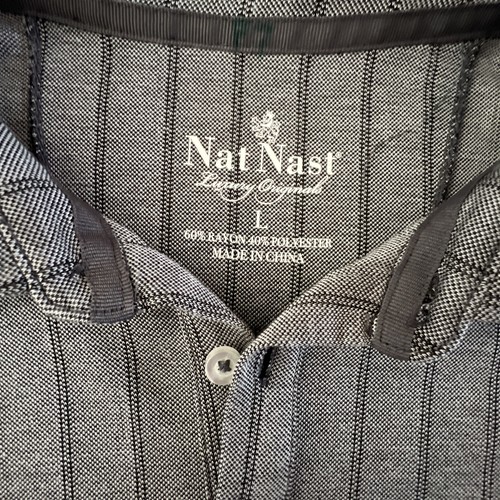 Nat Nast
Luxury Originals
L
60% RAYON 40% POLYESTER
MADE IN CHINA